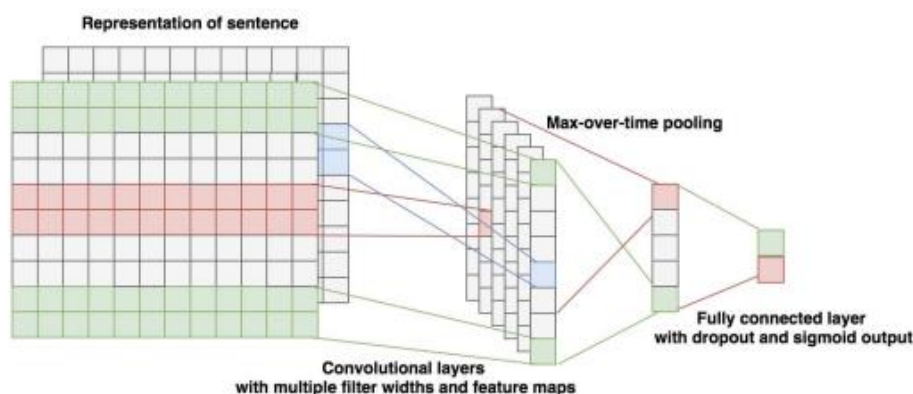 Representation of sentence
Max-over-time pooling
Fully connected layer
with dropout and sigmoid output
Convolutional layers
with multiple filter widths and feature maps